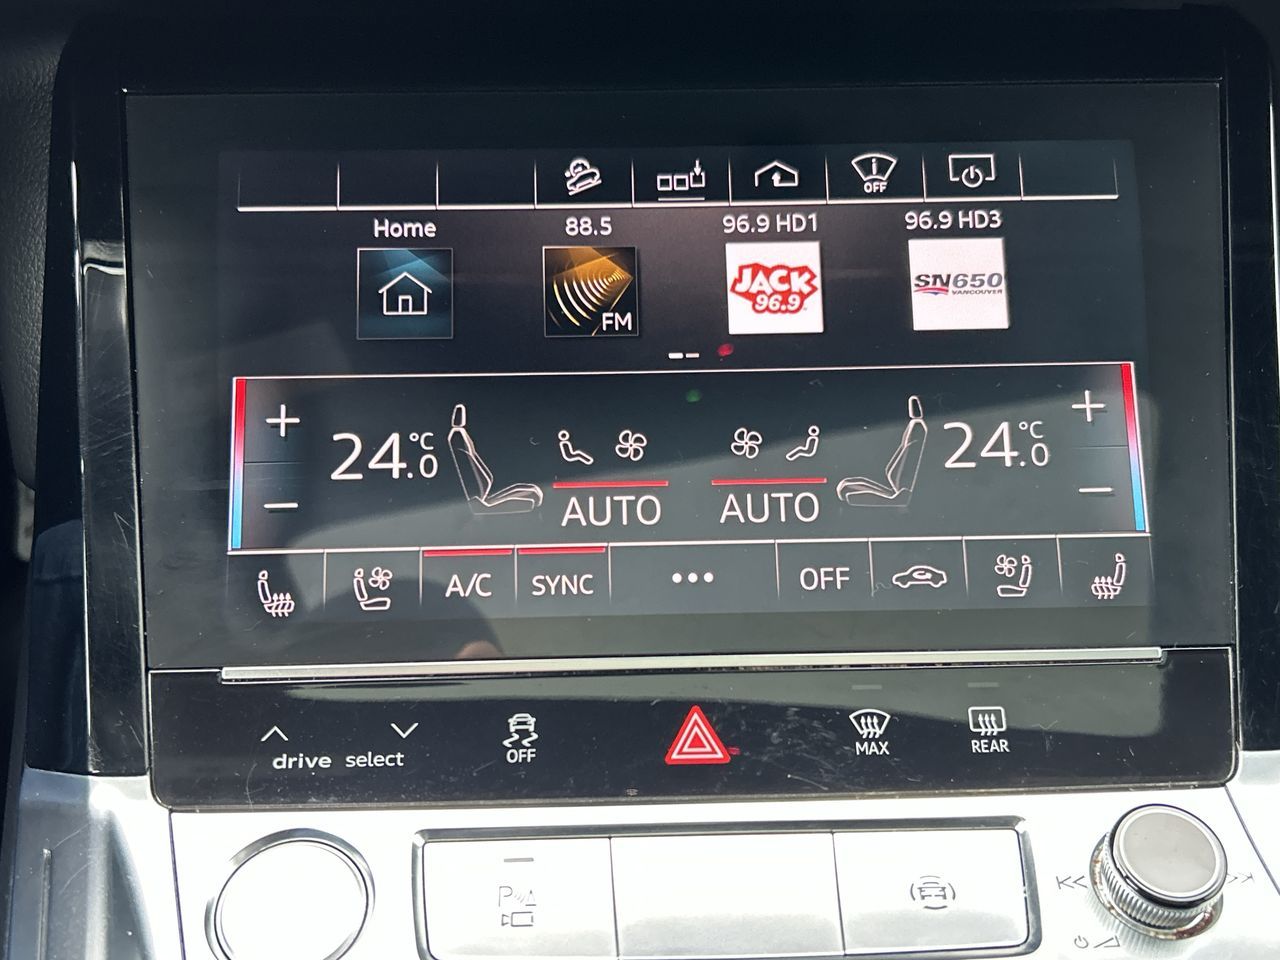 OFF
Home 88.5 96.9 HD1 96.9 HD3
FM
JACK
96.9
SN650
VANCOUVER
+ 24.0 °C
24.0 °C +
−
−
AUTO AUTO
A/C SYNC ••• OFF
drive select
OFF
MAX
REAR
P